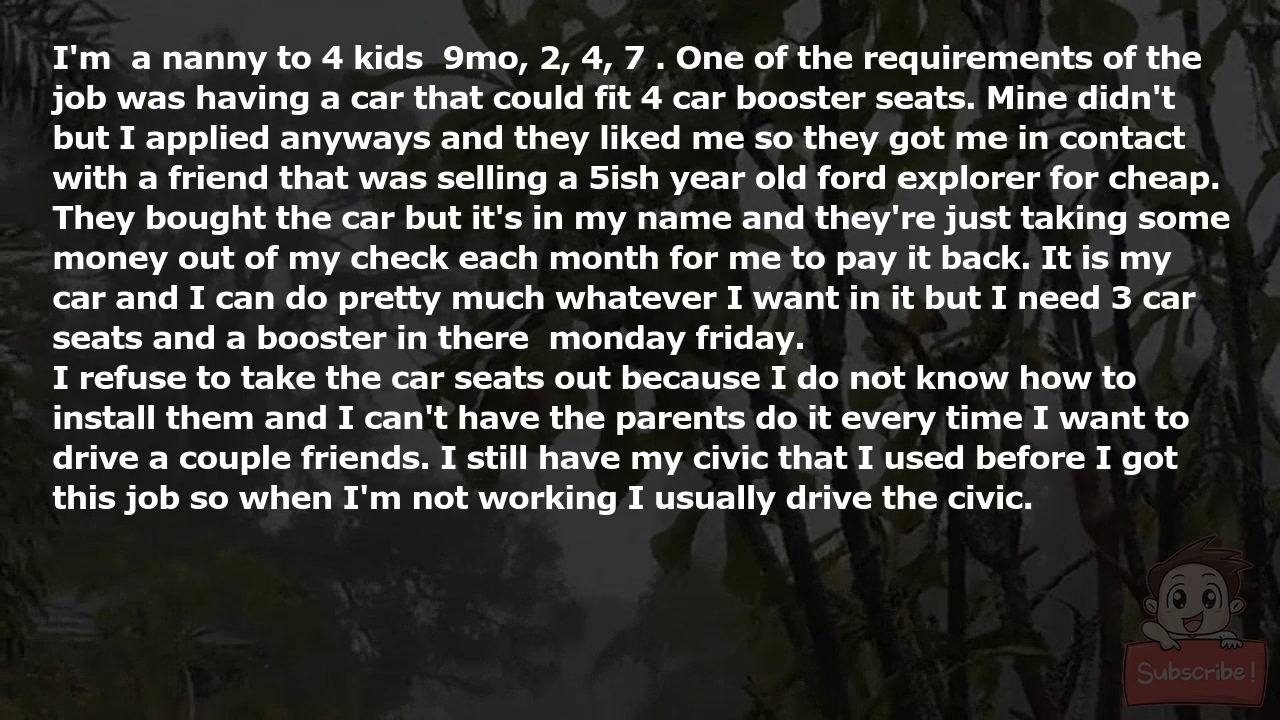 I'm  a nanny to 4 kids  9mo, 2, 4, 7 . One of the requirements of the
job was having a car that could fit 4 car booster seats. Mine didn't
but I applied anyways and they liked me so they got me in contact
with a friend that was selling a 5ish year old ford explorer for cheap.
They bought the car but it's in my name and they're just taking some
money out of my check each month for me to pay it back. It is my
car and I can do pretty much whatever I want in it but I need 3 car
seats and a booster in there  monday friday.
I refuse to take the car seats out because I do not know how to
install them and I can't have the parents do it every time I want to
drive a couple friends. I still have my civic that I used before I got
this job so when I'm not working I usually drive the civic.
Subscribe!